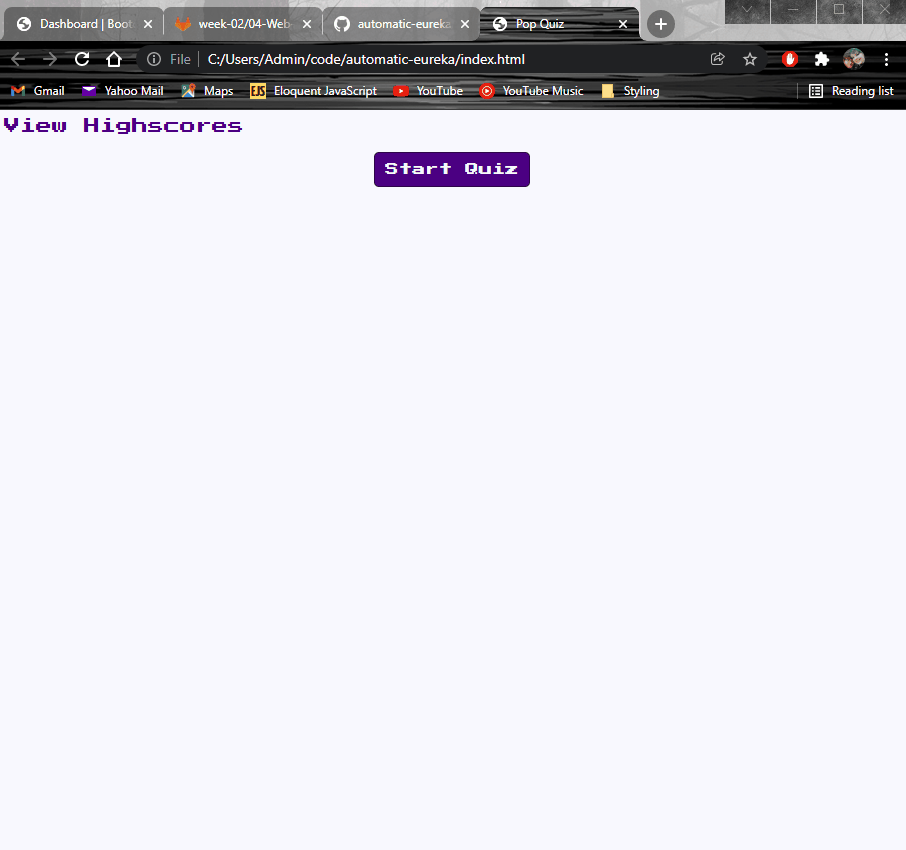 Dashboard | Boot week-02/04-Web- automatic-eureka Pop Quiz
File C:/Users/Admin/code/automatic-eureka/index.html
Gmail Yahoo Mail Maps EJS Eloquent JavaScript YouTube YouTube Music Styling Reading list
View Highscores
Start Quiz